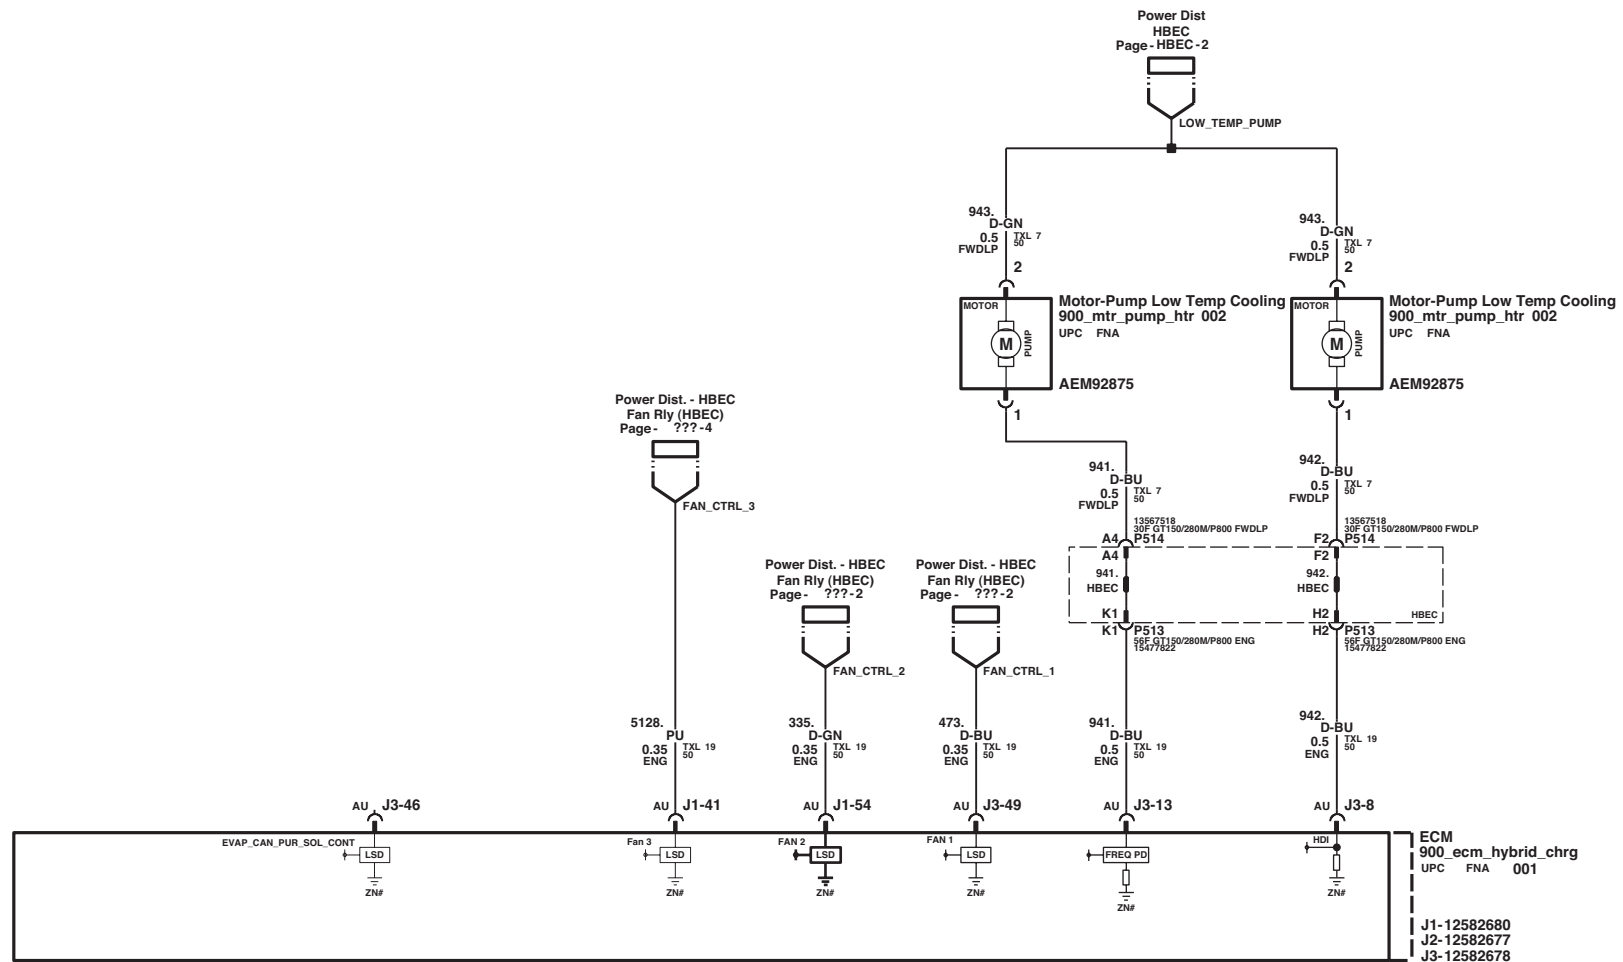 Power Dist
HBEC
Page - HBEC - 2
LOW_TEMP_PUMP
943.
D-GN
0.5
TXL 7
50
FWDLP
2
943.
D-GN
0.5
TXL 7
50
FWDLP
2
MOTOR
M
PUMP
Motor-Pump Low Temp Cooling
900_mtr_pump_htr 002
UPC FNA
AEM92875
1
MOTOR
M
PUMP
Motor-Pump Low Temp Cooling
900_mtr_pump_htr 002
UPC FNA
AEM92875
1
Power Dist. - HBEC
Fan Rly (HBEC)
Page - ??? - 4
FAN_CTRL_3
941.
D-BU
0.5
TXL 7
50
FWDLP
942.
D-BU
0.5
TXL 7
50
FWDLP
13567518
30F GT150/280M/P800 FWDLP
A4 P514
A4
941.
HBEC
K1
K1 P513
56F GT150/280M/P800 ENG
15477822
13567518
30F GT150/280M/P800 FWDLP
F2 P514
F2
942.
HBEC
H2
HBEC
H2 P513
56F GT150/280M/P800 ENG
15477822
Power Dist. - HBEC
Fan Rly (HBEC)
Page - ??? - 2
FAN_CTRL_2
Power Dist. - HBEC
Fan Rly (HBEC)
Page - ??? - 2
FAN_CTRL_1
5128.
PU
0.35
TXL 19
50
ENG
335.
D-GN
0.35
TXL 19
50
ENG
473.
D-BU
0.35
TXL 19
50
ENG
941.
D-BU
0.5
TXL 19
50
ENG
942.
D-BU
0.5
TXL 19
50
ENG
AU J3-46
AU J1-41
AU J1-54
AU J3-49
AU J3-13
AU J3-8
EVAP_CAN_PUR_SOL_CONT
LSD
ZN#
Fan 3
LSD
ZN#
FAN 2
LSD
ZN#
FAN 1
LSD
ZN#
FREQ PD
ZN#
HDI
ZN#
ECM
900_ecm_hybrid_chrg
UPC FNA 001
J1-12582680
J2-12582677
J3-12582678